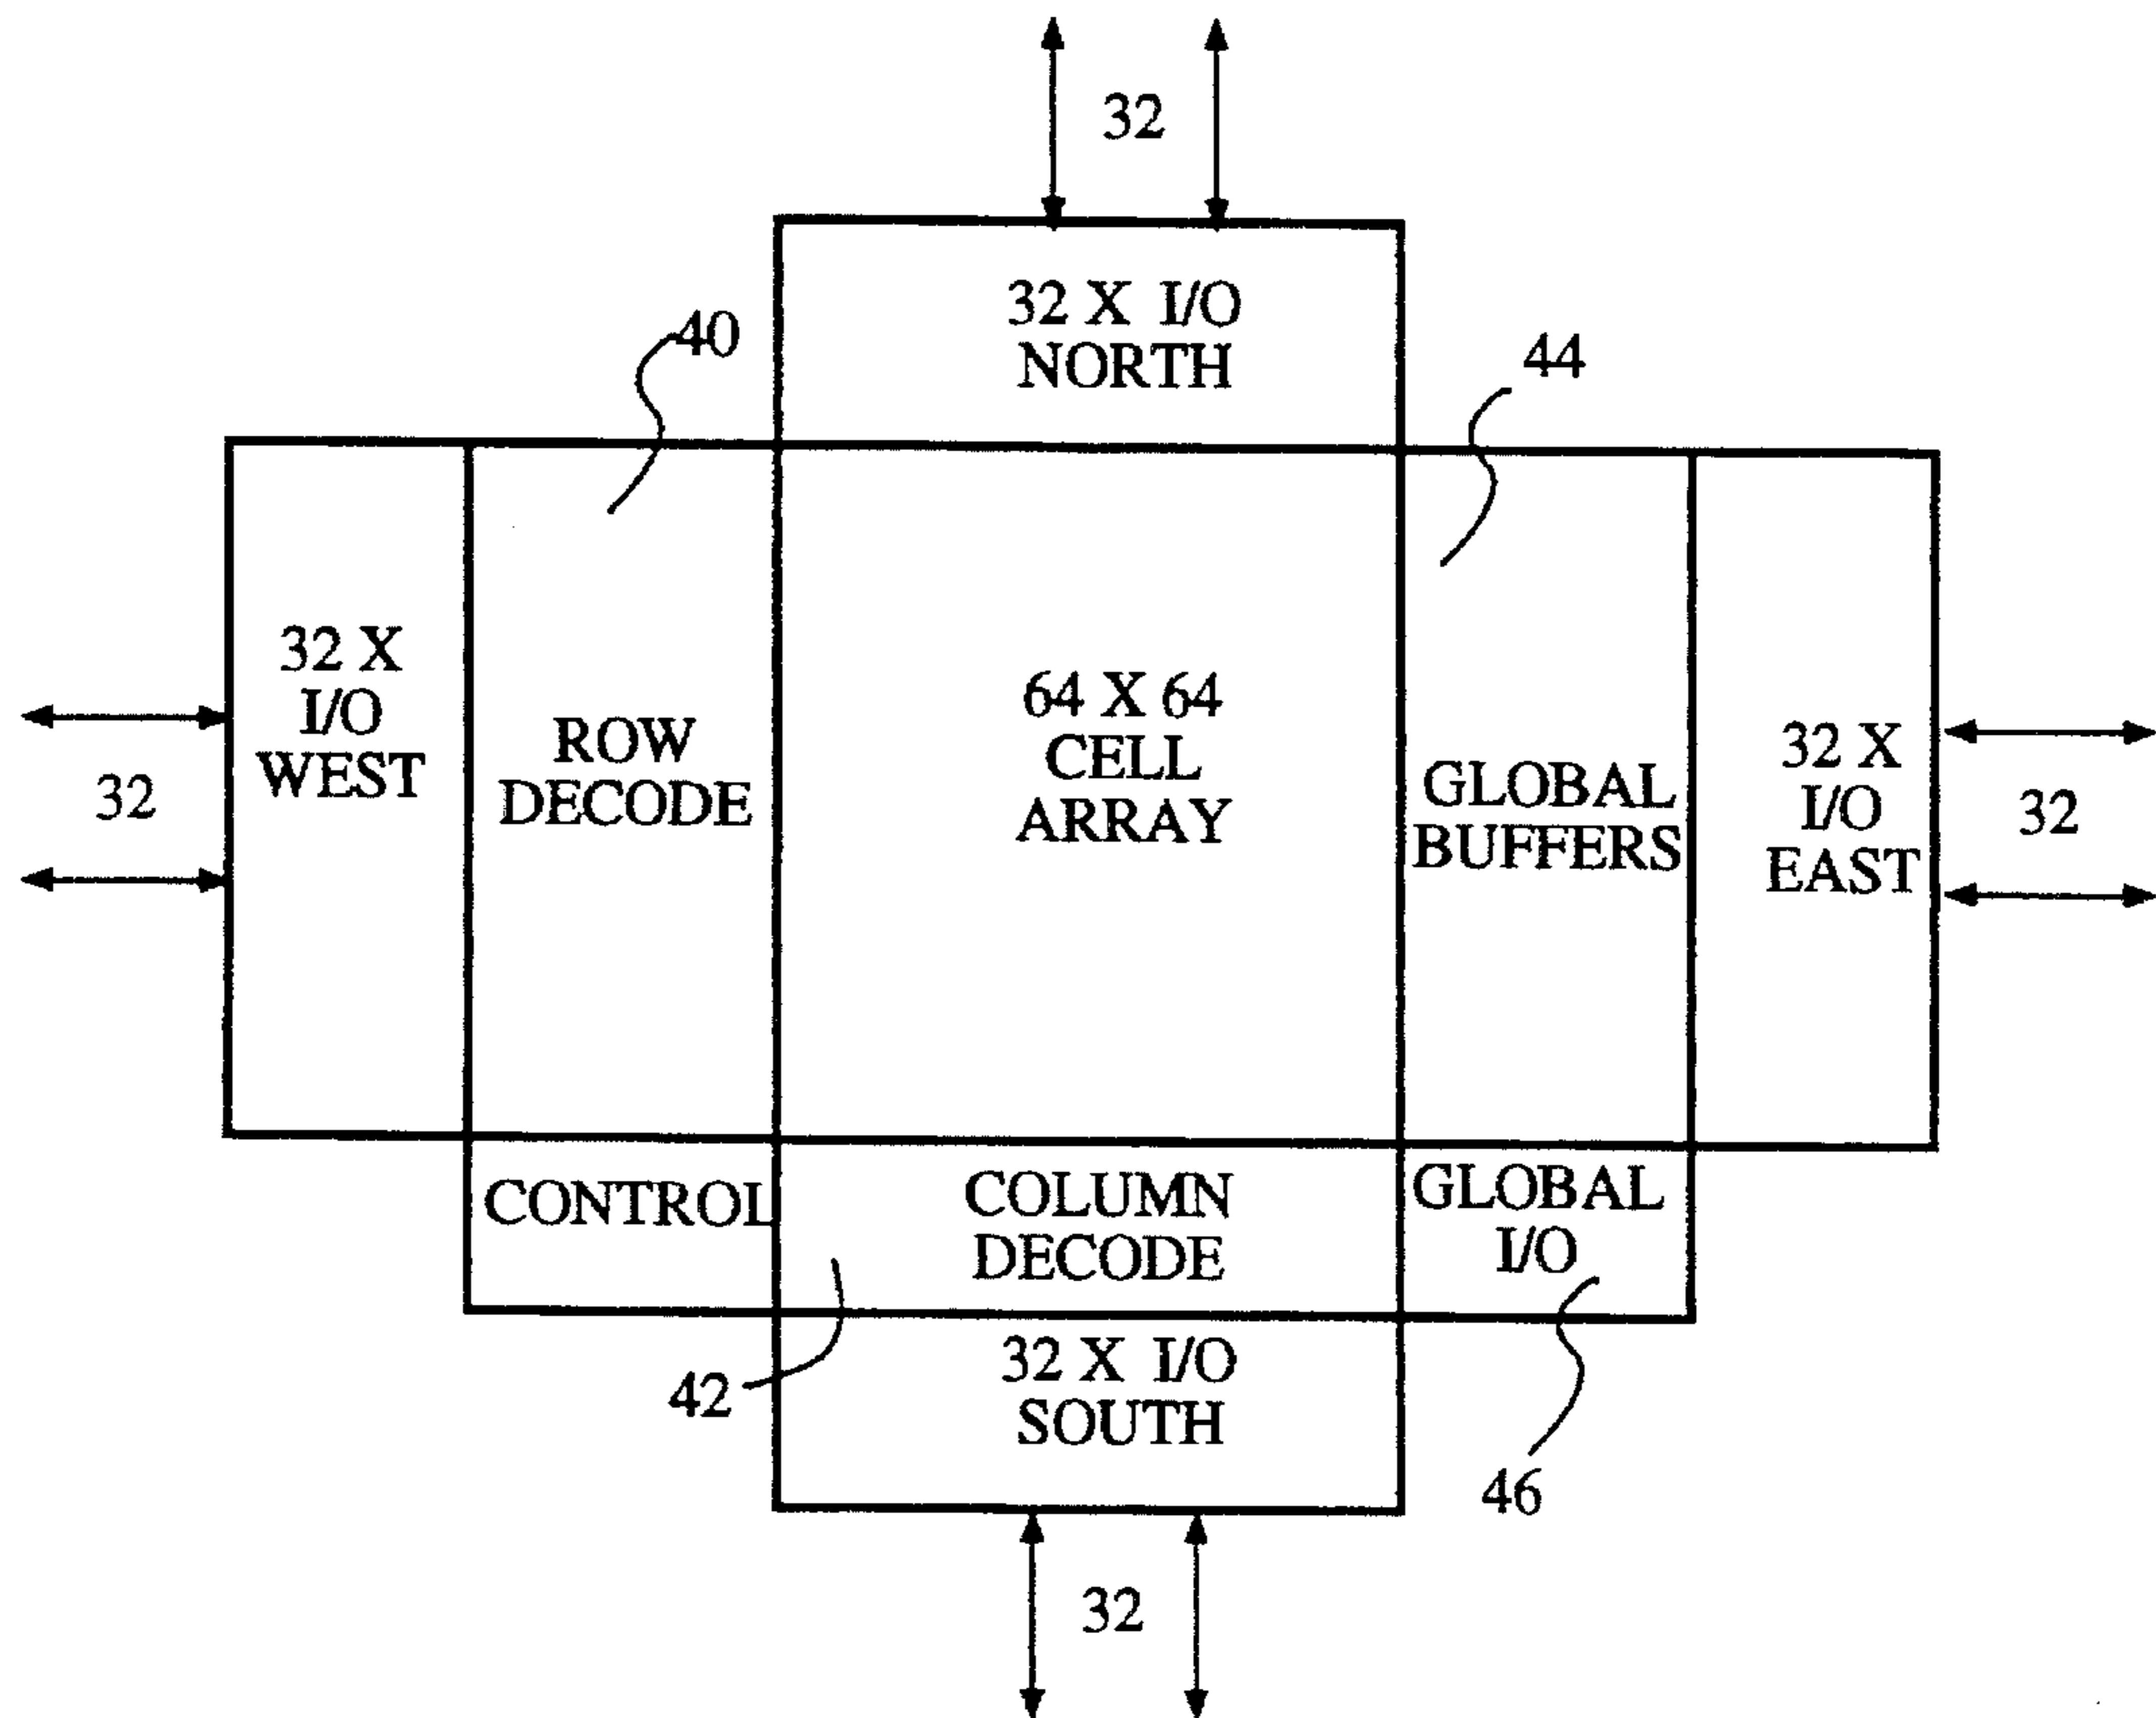 32
32 X I/O
NORTH
40
44
32 X
I/O
WEST
32
ROW
DECODE
64 X 64
CELL
ARRAY
GLOBAL
BUFFERS
32 X
I/O
EAST
32
CONTROL
COLUMN
DECODE
GLOBAL
I/O
42
32 X I/O
SOUTH
46
32